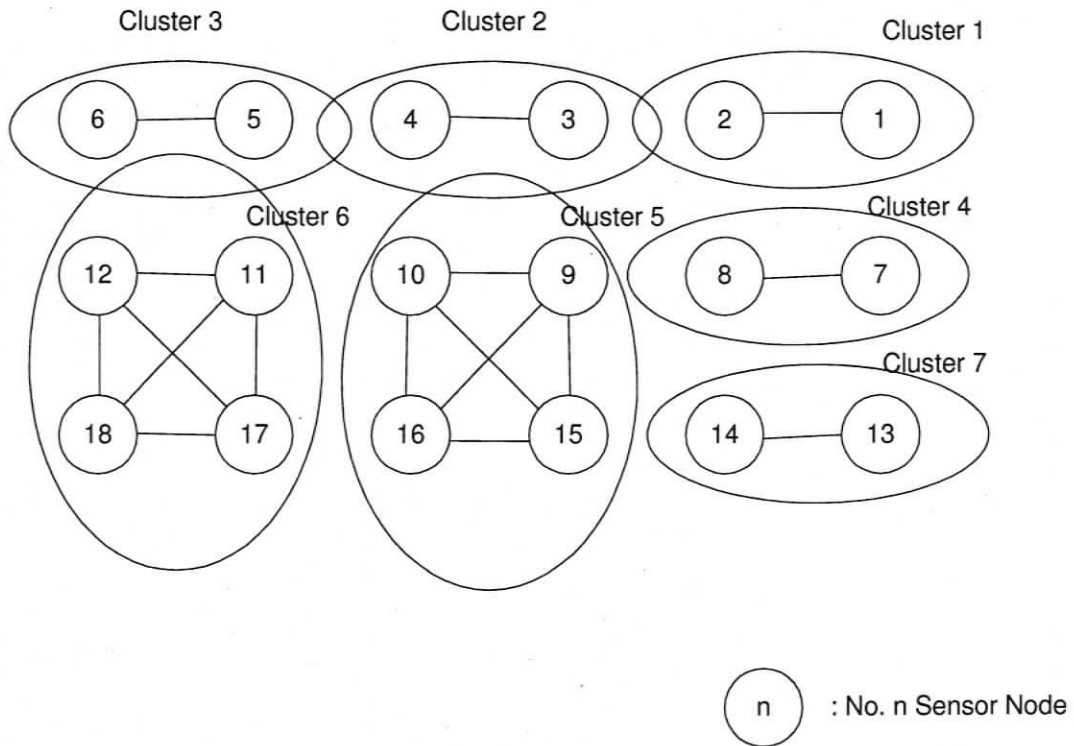 Cluster 3
Cluster 2
Cluster 1
6
5
4
3
2
1
Cluster 6
Cluster 5
Cluster 4
12
11
10
9
8
7
Cluster 7
18
17
16
15
14
13
n
: No. n Sensor Node